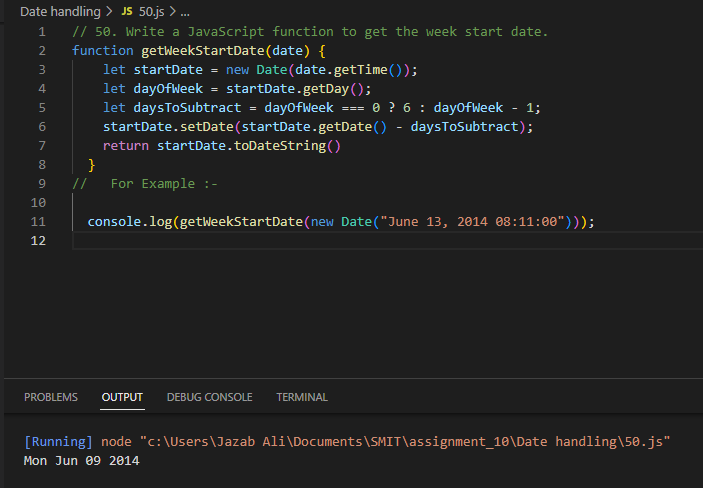 Date handling > JS 50.js > ...
1 // 50. Write a JavaScript function to get the week start date.
2 function getWeekStartDate(date) {
3     let startDate = new Date(date.getTime());
4     let dayOfWeek = startDate.getDay();
5     let daysToSubtract = dayOfWeek === 0 ? 6 : dayOfWeek - 1;
6     startDate.setDate(startDate.getDate() - daysToSubtract);
7     return startDate.toDateString()
8   }
9 //   For Example :-
10
11   console.log(getWeekStartDate(new Date("June 13, 2014 08:11:00")));
12
PROBLEMS OUTPUT DEBUG CONSOLE TERMINAL
[Running] node "c:\Users\Jazab Ali\Documents\SMIT\assignment_10\Date handling\50.js"
Mon Jun 09 2014